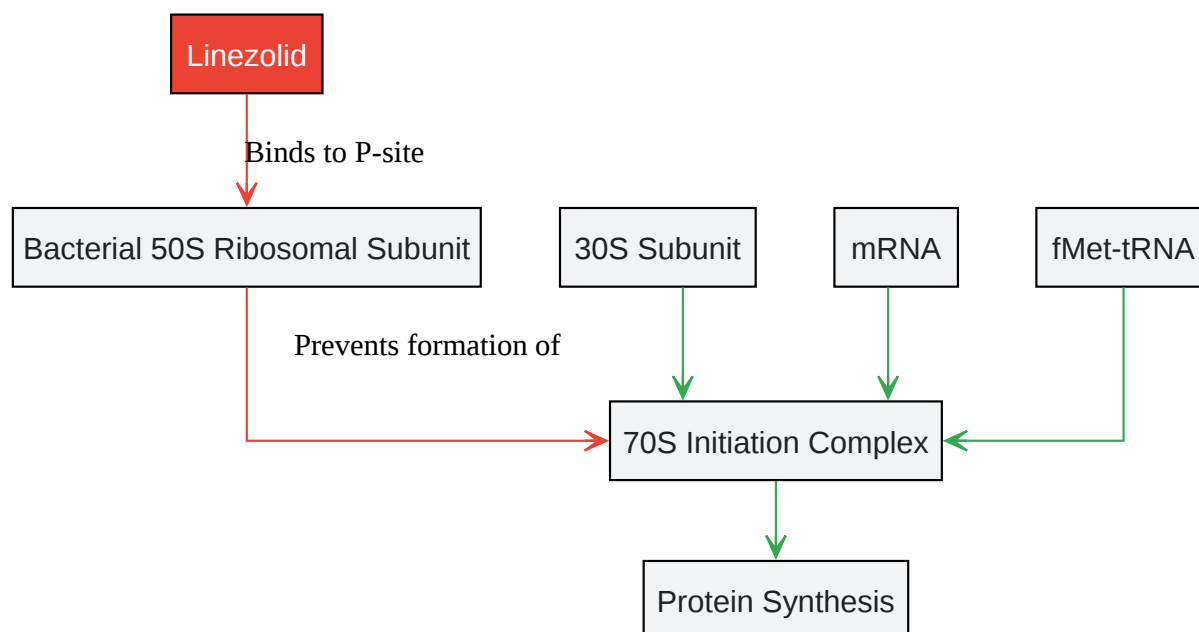 Linezolid
Binds to P-site
Bacterial 50S Ribosomal Subunit
30S Subunit
mRNA
fMet-tRNA
Prevents formation of
70S Initiation Complex
Protein Synthesis